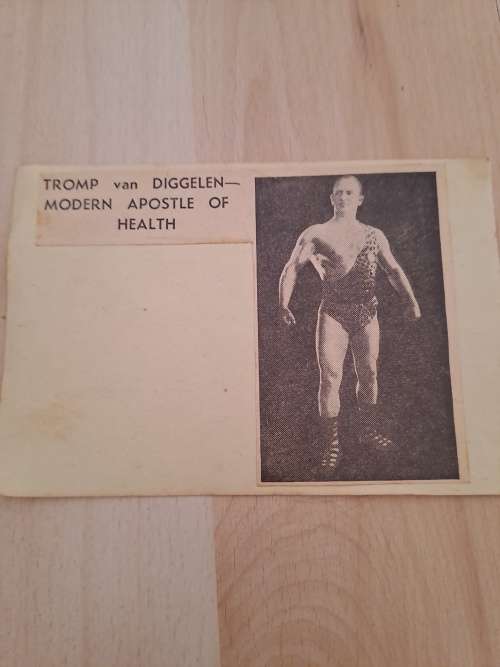 TROMP van DIGGELEN—
MODERN APOSTLE OF
HEALTH